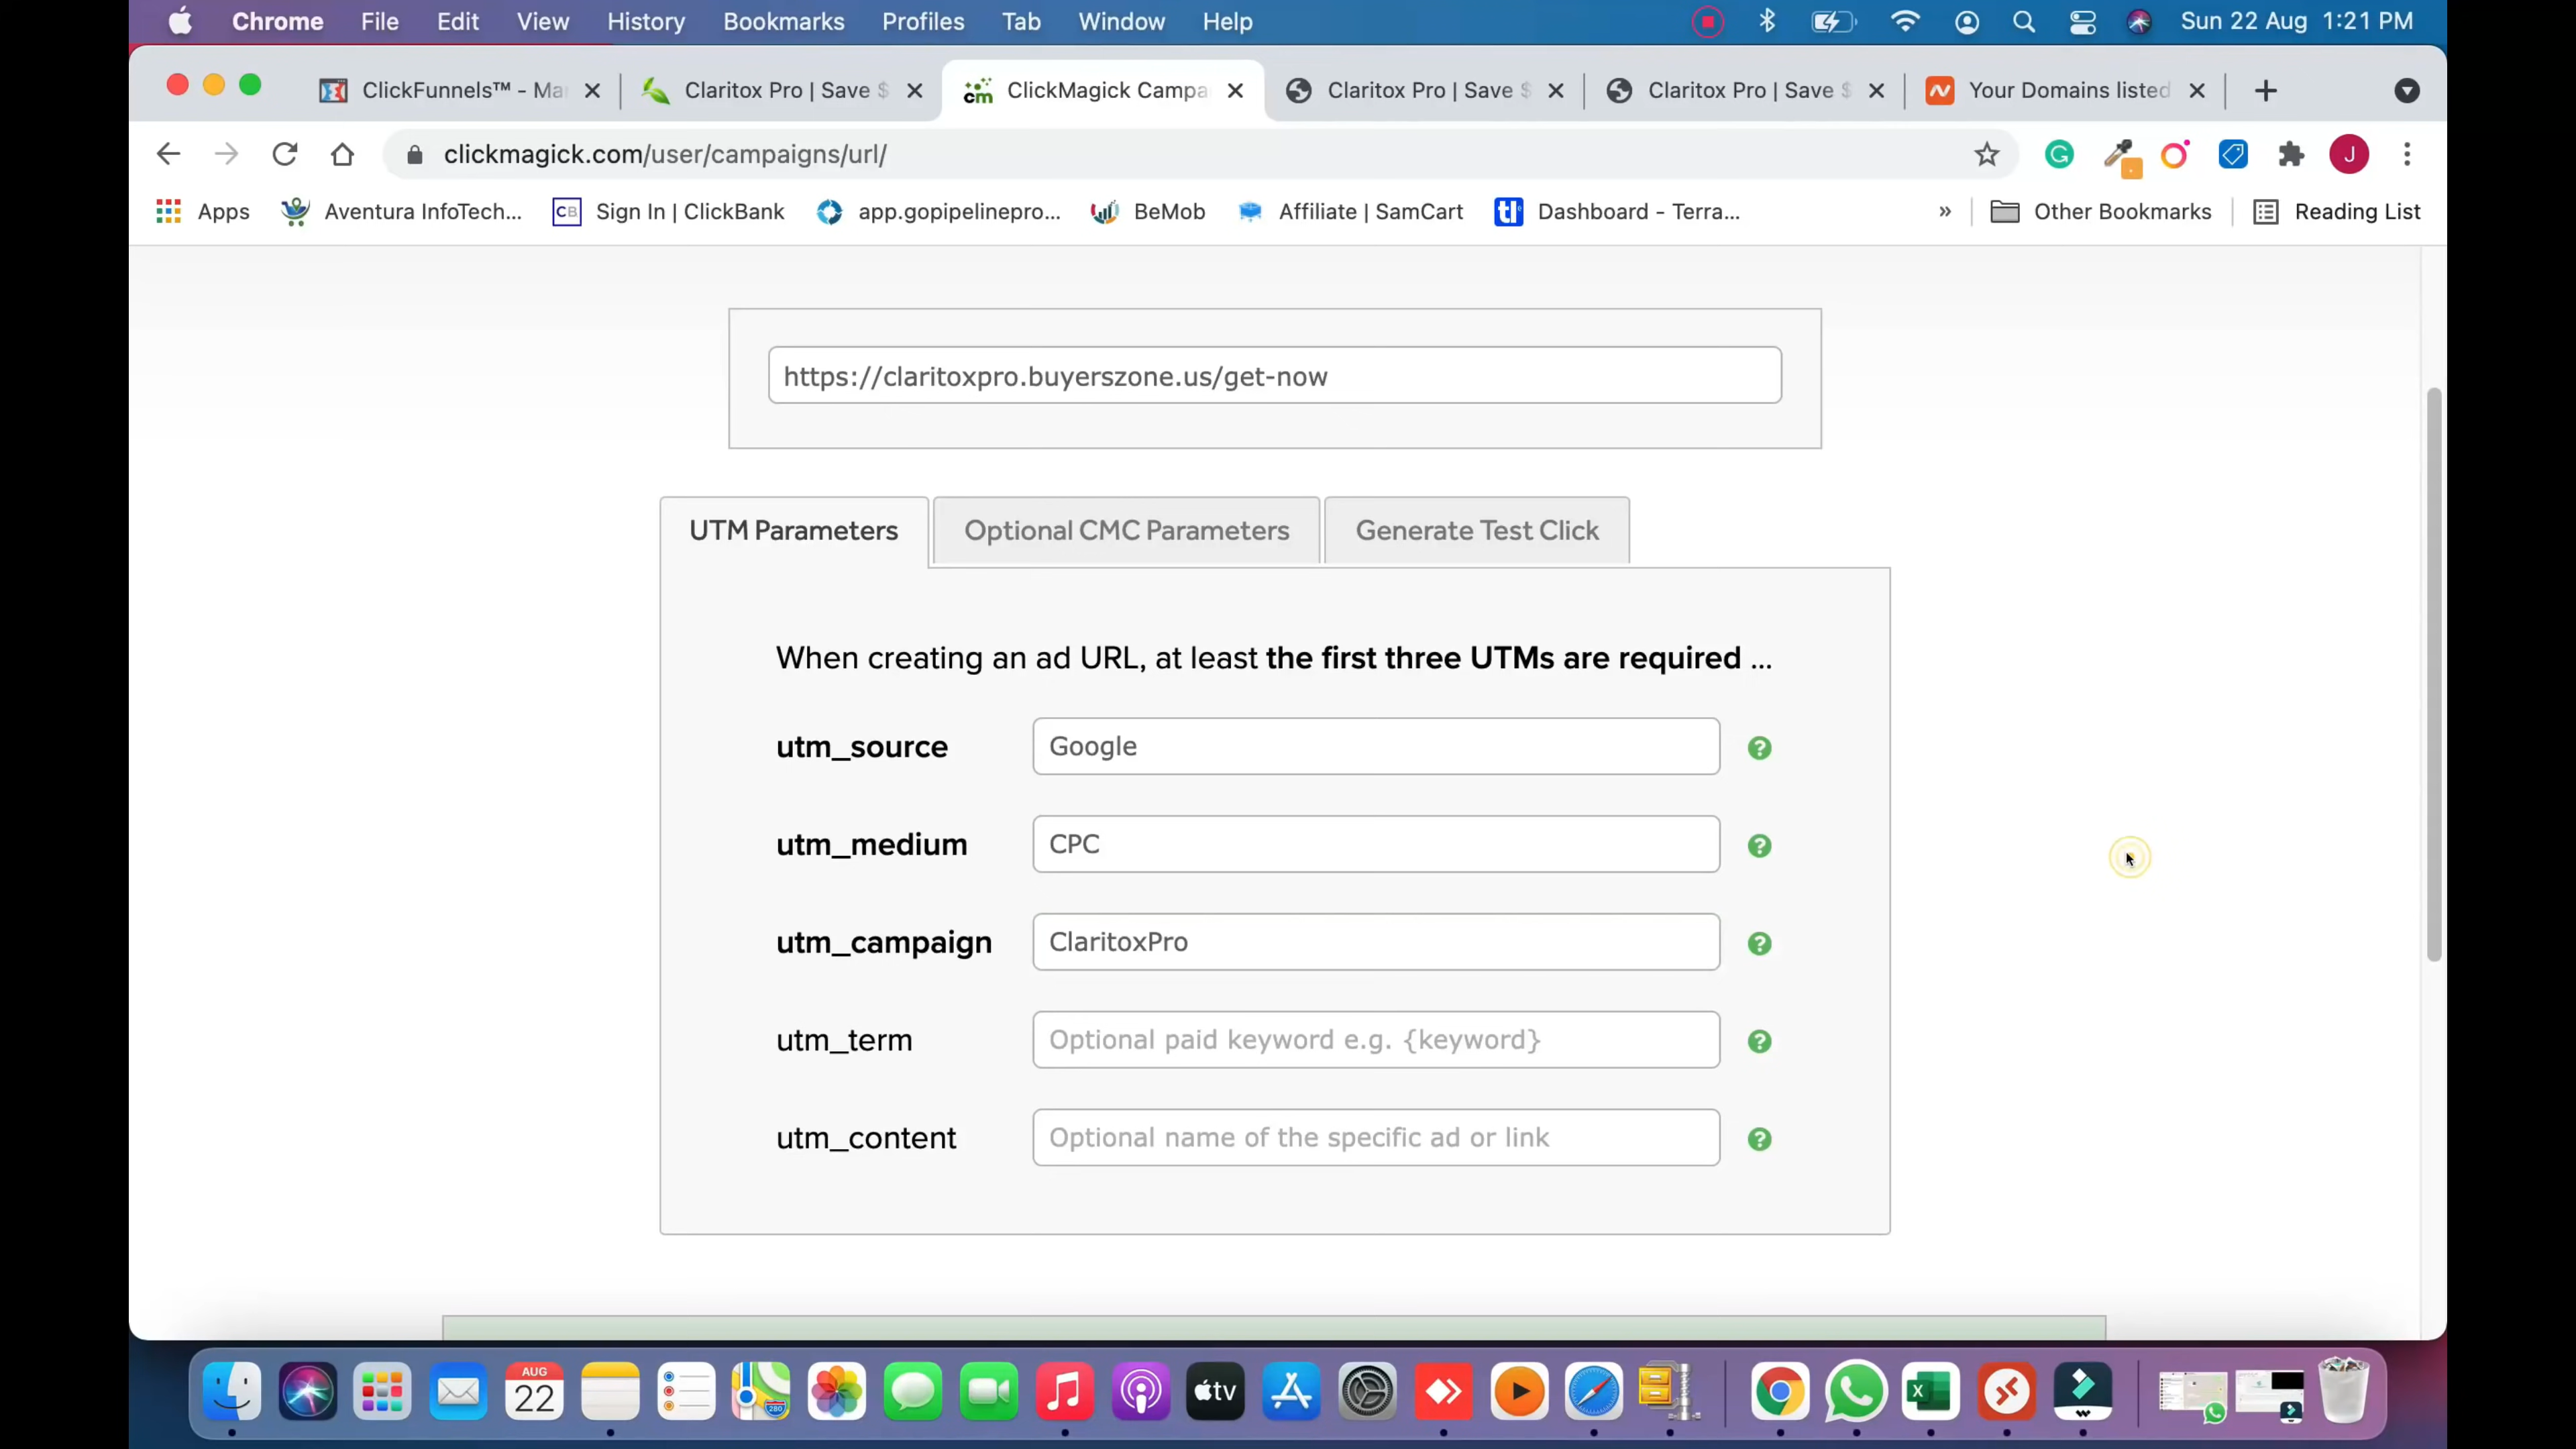 Chrome File Edit View History Bookmarks Profiles Tab Window Help Sun 22 Aug 1:21 PM
ClickFunnels™ - Ma Claritox Pro | Save $ cm ClickMagick Campa Claritox Pro | Save $ Claritox Pro | Save $ Your Domains listed
clickmagick.com/user/campaigns/url/ J
Apps Aventura InfoTech... CB Sign In | ClickBank app.gopipelinepro... BeMob Affiliate | SamCart tl Dashboard - Terra... » Other Bookmarks Reading List
https://claritoxpro.buyerszone.us/get-now
UTM Parameters Optional CMC Parameters Generate Test Click
When creating an ad URL, at least the first three UTMs are required ...
utm_source Google ?
utm_medium CPC ?
utm_campaign ClaritoxPro ?
utm_term Optional paid keyword e.g. {keyword} ?
utm_content Optional name of the specific ad or link ?
AUG
22
280
tv
X